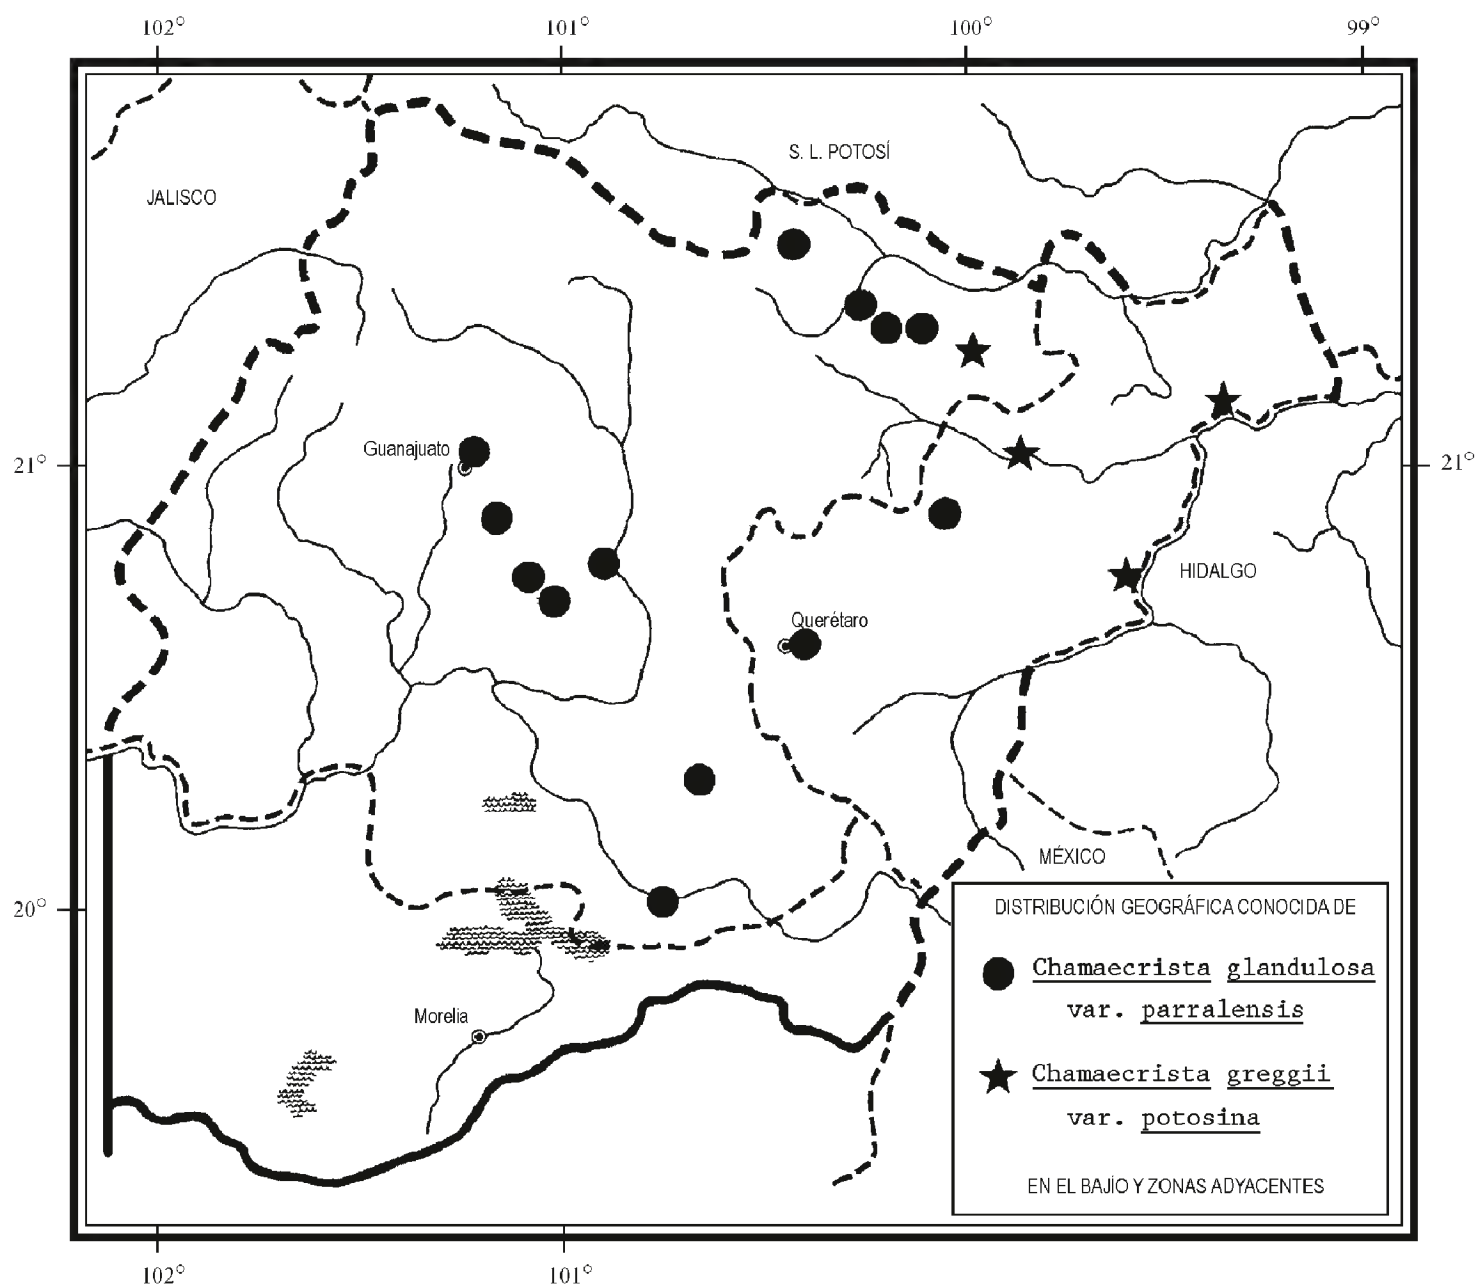 102° 101° 100° 99°
S. L. POTOSÍ
JALISCO
Guanajuato
21° 21°
HIDALGO
Querétaro
MÉXICO
20°
DISTRIBUCIÓN GEOGRÁFICA CONOCIDA DE
Chamaecrista glandulosa
var. parralensis
Morelia
Chamaecrista greggii
var. potosina
EN EL BAJÍO Y ZONAS ADYACENTES
102° 101°